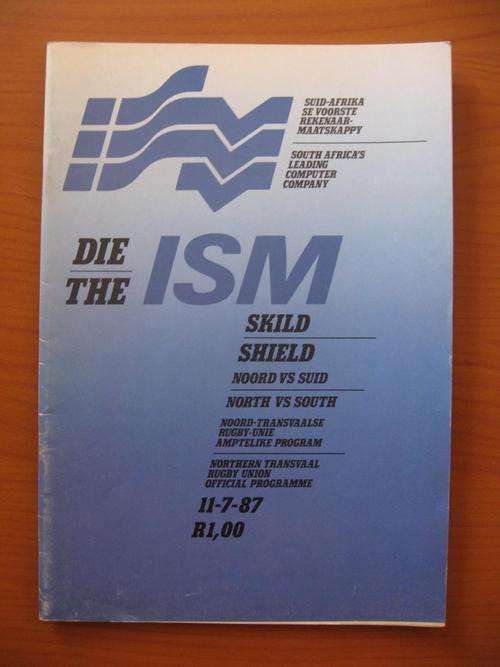 SUID-AFRIKA
SE VOORSTE
REKENAAR-
MAATSKAPPY
SOUTH AFRICA'S
LEADING
COMPUTER
COMPANY
ISM
DIE
THE
ISM
SKILD
SHIELD
NOORD VS SUID
NORTH VS SOUTH
NOORD-TRANSVAALSE
RUGBY-UNIE
AMPTELIKE PROGRAM
NORTHERN TRANSVAAL
RUGBY UNION
OFFICIAL PROGRAMME
11-7-87
R1,00